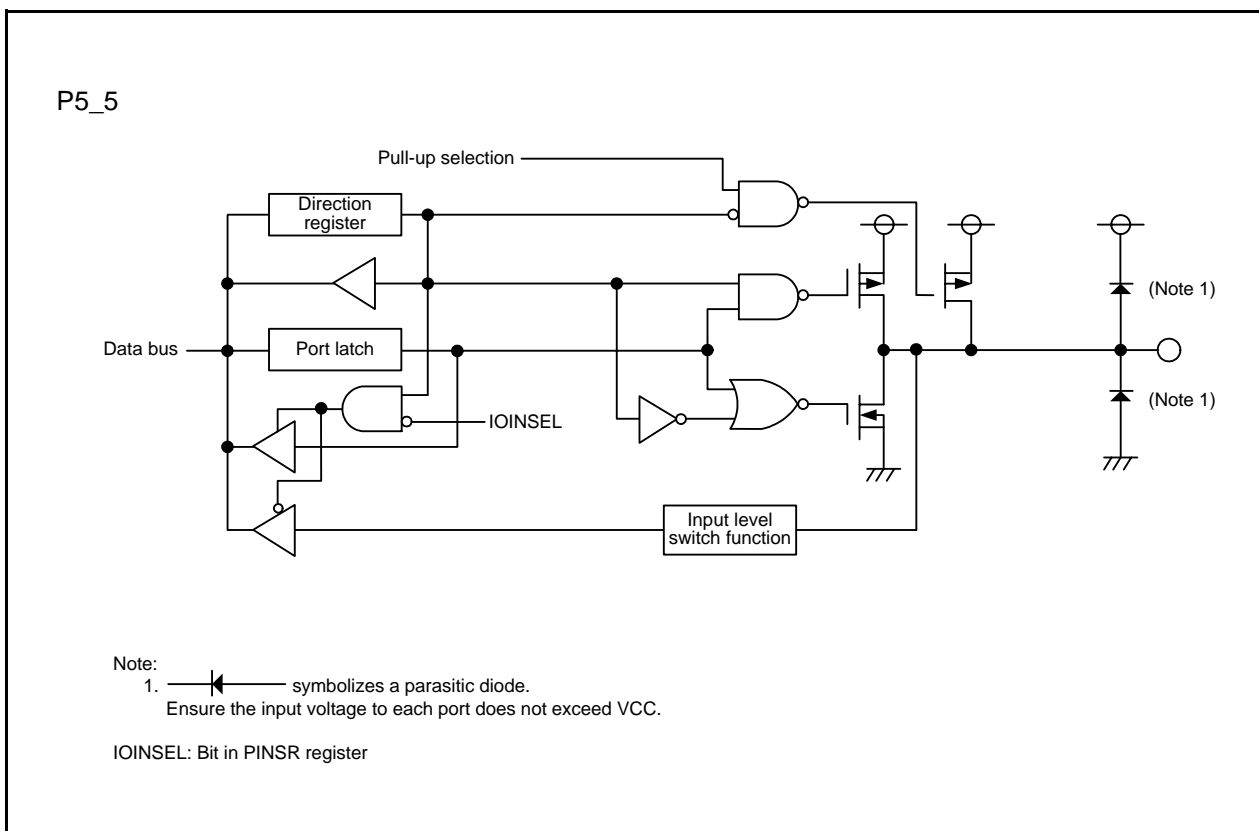 P5_5
Pull-up selection
Direction
register
Data bus
Port latch
IOINSEL
Input level
switch function
(Note 1)
(Note 1)
Note:
1. symbolizes a parasitic diode.
Ensure the input voltage to each port does not exceed VCC.
IOINSEL: Bit in PINSR register